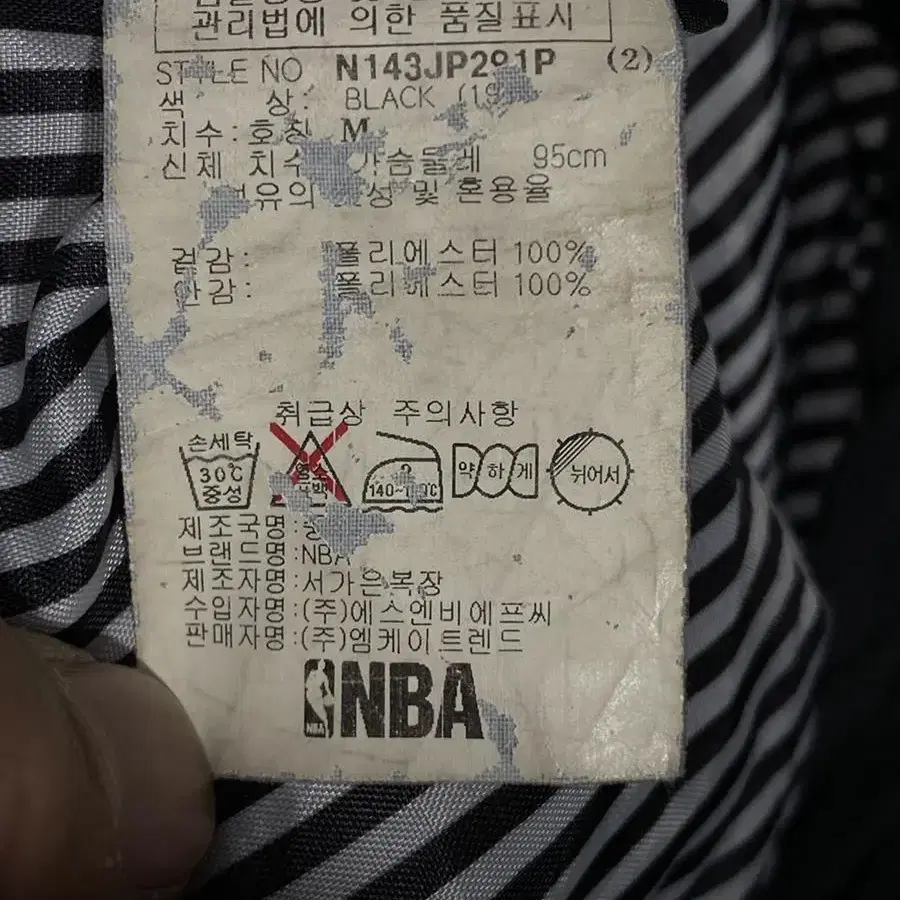 관리법에 의한 품질표시
STYLE NO N143JP291P (2)
색 상: BLACK
치수: 호칭 M
신체 치수 가슴둘레 95cm
및 혼용율
겉감: 폴리에스터 100%
안감: 폴리에스터 100%
취급상 주의사항
손세탁
30℃
중성
약하게
뉘어서
제조국명:
브랜드명:NBA
제조자명:서가은복장
수입자명:(주)에스엔비에프씨
판매자명:(주)엠케이트렌드
NBA
NBA